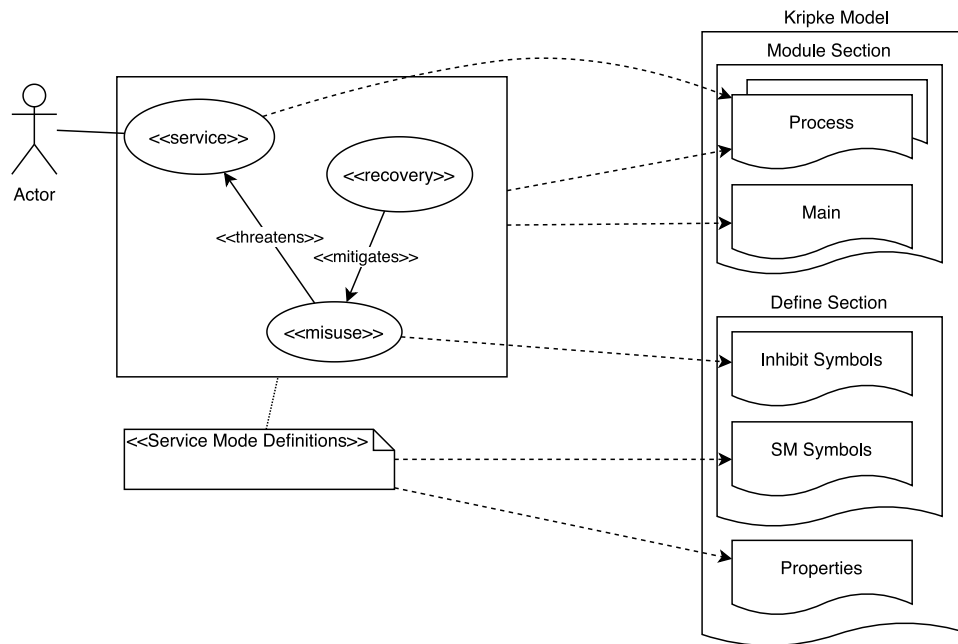 Kripke Model
Module Section
Process
Main
Actor
<<service>>
<<recovery>>
<<threatens>>
<<mitigates>>
<<misuse>>
<<Service Mode Definitions>>
Define Section
Inhibit Symbols
SM Symbols
Properties